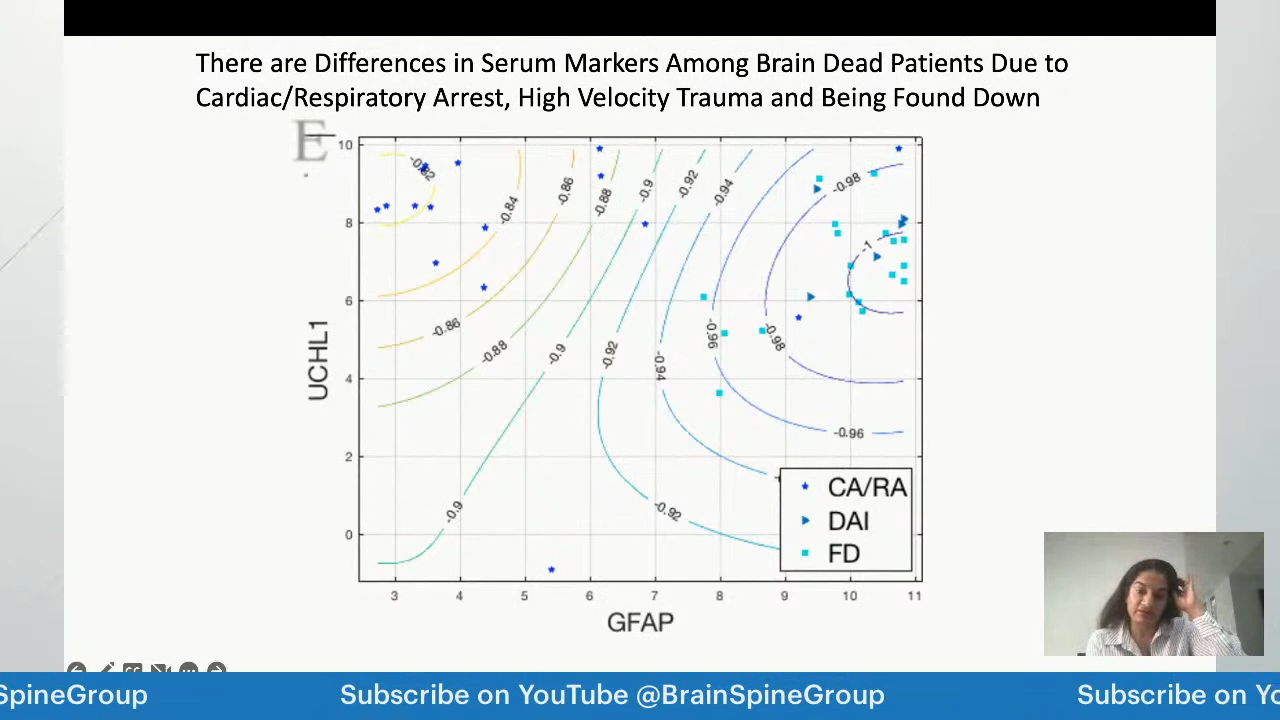 There are Differences in Serum Markers Among Brain Dead Patients Due to
Cardiac/Respiratory Arrest, High Velocity Trauma and Being Found Down
E
10
8
6
4
2
0
UCHL1
-0.82
-0.84
-0.86
-0.88
-0.9
-0.92
-0.94
-0.98
-1
-0.86
-0.88
-0.9
-0.92
-0.94
-0.96
-0.98
-0.96
-0.9
-0.92
CA/RA
DAI
FD
3 4 5 6 7 8 9 10 11
GFAP
SpineGroup Subscribe on YouTube @BrainSpineGroup Subscribe on